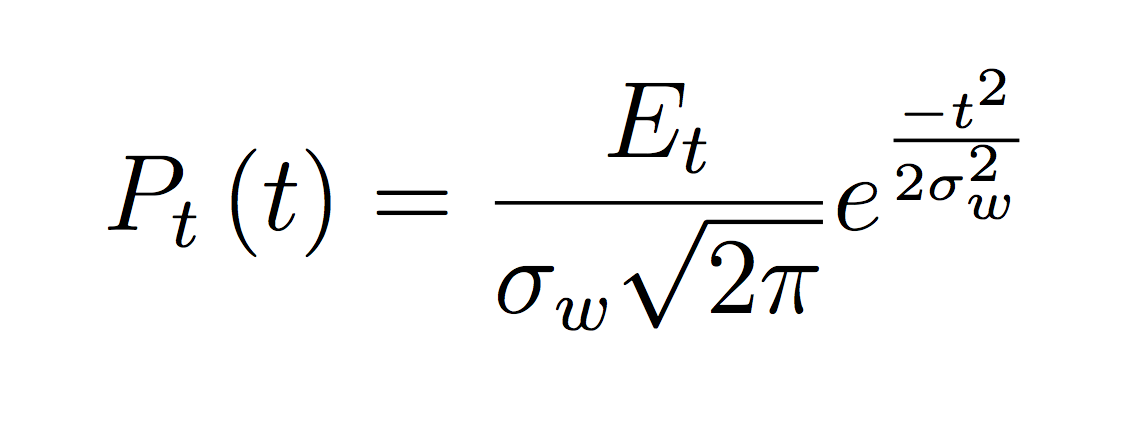 P_t (t) = \frac{E_t}{\sigma_w \sqrt{2\pi}} e^{\frac{-t^2}{2\sigma_w^2}}